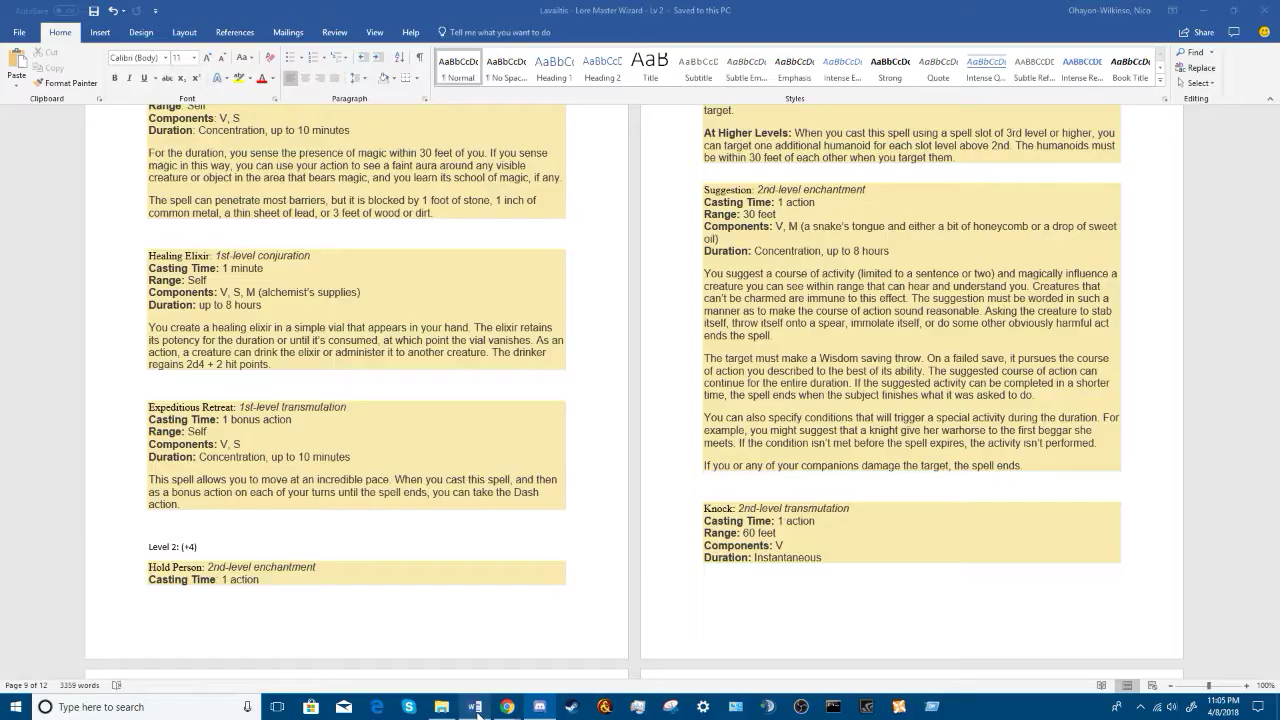 AutoSave
Lavailtis - Lore Master Wizard - Lv 2 – Saved to this PC
Ohayon-Wilkinso, Nico
File
Home
Insert
Design
Layout
References
Mailings
Review
View
Help
Tell me what you want to do
Share
Paste
Cut
Copy
Format Painter
Clipboard
Calibri (Body)
11
Font
Paragraph
AaBbCcDc
¶ Normal
AaBbCcDc
¶ No Spac...
AaBbCc
Heading 1
AaBbCcC
Heading 2
AaB
Title
AaBbCcC
Subtitle
AaBbCcDc
Subtle Em...
AaBbCcDc
Emphasis
AaBbCcDc
Intense E...
AaBbCcDc
Strong
AaBbCcDc
Quote
AaBbCcDc
Intense Q...
AABBCCDE
Subtle Ref...
AABBCCDE
Intense Re...
AaBbCcDc
Book Title
Styles
Find
Replace
Select
Editing
Range: Self
Components: V, S
Duration: Concentration, up to 10 minutes
For the duration, you sense the presence of magic within 30 feet of you. If you sense
magic in this way, you can use your action to see a faint aura around any visible
creature or object in the area that bears magic, and you learn its school of magic, if any.
The spell can penetrate most barriers, but it is blocked by 1 foot of stone, 1 inch of
common metal, a thin sheet of lead, or 3 feet of wood or dirt.
Healing Elixir: 1st-level conjuration
Casting Time: 1 minute
Range: Self
Components: V, S, M (alchemist's supplies)
Duration: up to 8 hours
You create a healing elixir in a simple vial that appears in your hand. The elixir retains
its potency for the duration or until it's consumed, at which point the vial vanishes. As an
action, a creature can drink the elixir or administer it to another creature. The drinker
regains 2d4 + 2 hit points.
Expeditious Retreat: 1st-level transmutation
Casting Time: 1 bonus action
Range: Self
Components: V, S
Duration: Concentration, up to 10 minutes
This spell allows you to move at an incredible pace. When you cast this spell, and then
as a bonus action on each of your turns until the spell ends, you can take the Dash
action.
Level 2: (+4)
Hold Person: 2nd-level enchantment
Casting Time: 1 action
target.
At Higher Levels: When you cast this spell using a spell slot of 3rd level or higher, you
can target one additional humanoid for each slot level above 2nd. The humanoids must
be within 30 feet of each other when you target them.
Suggestion: 2nd-level enchantment
Casting Time: 1 action
Range: 30 feet
Components: V, M (a snake's tongue and either a bit of honeycomb or a drop of sweet
oil)
Duration: Concentration, up to 8 hours
You suggest a course of activity (limited to a sentence or two) and magically influence a
creature you can see within range that can hear and understand you. Creatures that
can't be charmed are immune to this effect. The suggestion must be worded in such a
manner as to make the course of action sound reasonable. Asking the creature to stab
itself, throw itself onto a spear, immolate itself, or do some other obviously harmful act
ends the spell.
The target must make a Wisdom saving throw. On a failed save, it pursues the course
of action you described to the best of its ability. The suggested course of action can
continue for the entire duration. If the suggested activity can be completed in a shorter
time, the spell ends when the subject finishes what it was asked to do.
You can also specify conditions that will trigger a special activity during the duration. For
example, you might suggest that a knight give her warhorse to the first beggar she
meets. If the condition isn't met before the spell expires, the activity isn't performed.
If you or any of your companions damage the target, the spell ends.
Knock: 2nd-level transmutation
Casting Time: 1 action
Range: 60 feet
Components: V
Duration: Instantaneous
Page 9 of 12
3359 words
100%
Type here to search
11:05 PM
4/8/2018